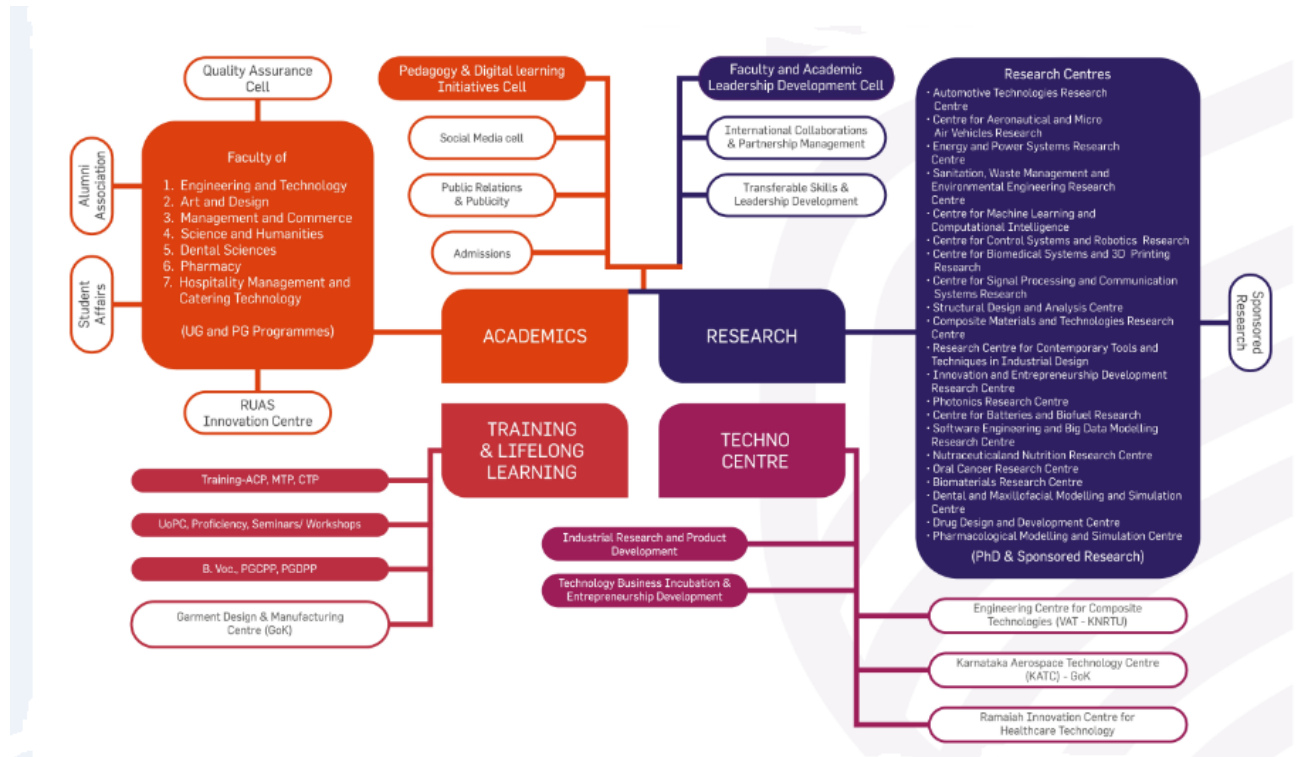 Quality Assurance
Cell
Alumni
Association
Student
Affairs
Faculty of
1. Engineering and Technology
2. Art and Design
3. Management and Commerce
4. Science and Humanities
5. Dental Sciences
6. Pharmacy
7. Hospitality Management and
Catering Technology
(UG and PG Programmes)
RUAS
Innovation Centre
Pedagogy & Digital learning
Initiatives Cell
Social Media cell
Public Relations
& Publicity
Admissions
Faculty and Academic
Leadership Development Cell
International Collaborations
& Partnership Management
Transferable Skills &
Leadership Development
ACADEMICS
RESEARCH
Research Centres
· Automotive Technologies Research
Centre
· Centre for Aeronautical and Micro
Air Vehicles Research
· Energy and Power Systems Research
Centre
· Sanitation, Waste Management and
Environmental Engineering Research
Centre
· Centre for Machine Learning and
Computational Intelligence
· Centre for Control Systems and Robotics Research
· Centre for Biomedical Systems and 3D Printing
Research
· Centre for Signal Processing and Communication
Systems Research
· Structural Design and Analysis Centre
· Composite Materials and Technologies Research
Centre
· Research Centre for Contemporary Tools and
Techniques in Industrial Design
· Innovation and Entrepreneurship Development
Research Centre
· Photonics Research Centre
· Centre for Batteries and Biofuel Research
· Software Engineering and Big Data Modelling
Research Centre
· Nutraceuticaland Nutrition Research Centre
· Oral Cancer Research Centre
· Biomaterials Research Centre
· Dental and Maxillofacial Modelling and Simulation
Centre
· Drug Design and Development Centre
· Pharmacological Modelling and Simulation Centre
(PhD & Sponsored Research)
Sponsored
Research
TRAINING
& LIFELONG
LEARNING
TECHNO
CENTRE
Training-ACP, MTP, CTP
UoPC, Proficiency, Seminars/ Workshops
B. Voc., PGCPP, PGDPP
Garment Design & Manufacturing
Centre (GoK)
Industrial Research and Product
Development
Technology Business Incubation &
Entrepreneurship Development
Engineering Centre for Composite
Technologies (VAT - KNRTU)
Karnataka Aerospace Technology Centre
(KATC) - GoK
Ramaiah Innovation Centre for
Healthcare Technology